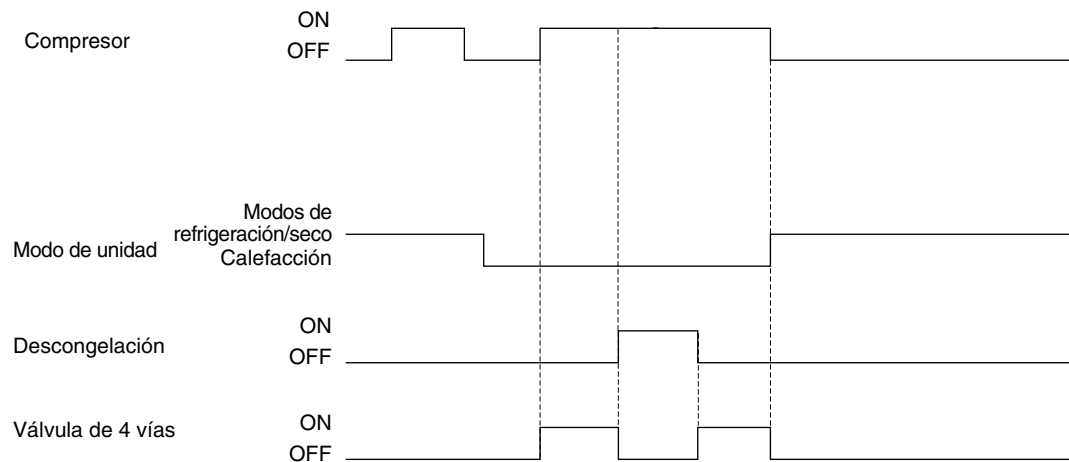 Compresor
ON
OFF
Modo de unidad
Modos de
refrigeración/seco
Calefacción
Descongelación
ON
OFF
Válvula de 4 vías
ON
OFF